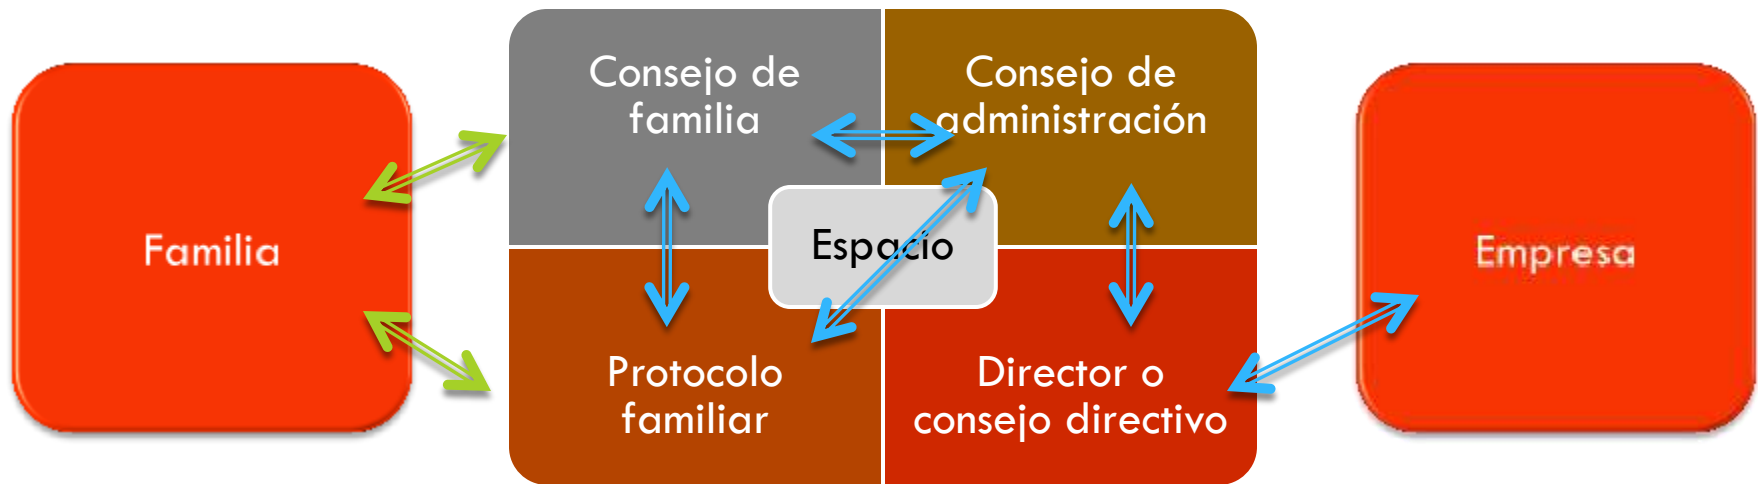 Familia
Consejo de
familia
Consejo de
administración
Espacio
Protocolo
familiar
Director o
consejo directivo
Empresa